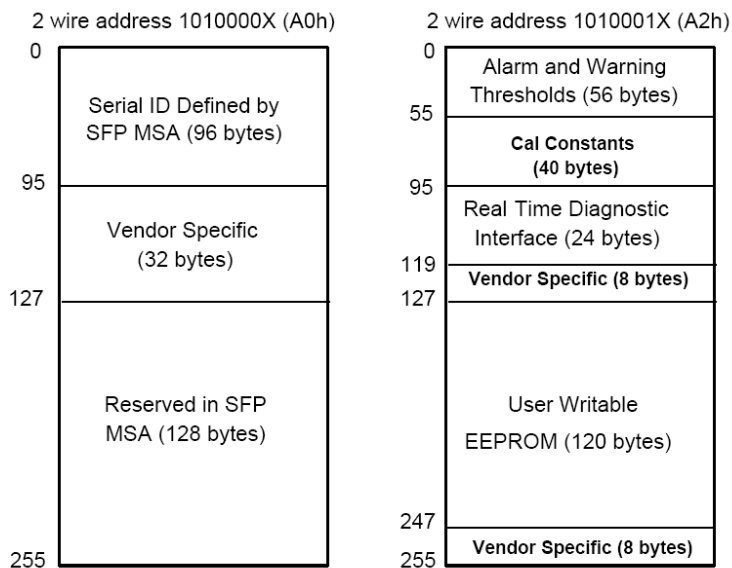 2 wire address 1010000X (A0h)
0
Serial ID Defined by
SFP MSA (96 bytes)
95
Vendor Specific
(32 bytes)
127
Reserved in SFP
MSA (128 bytes)
255
2 wire address 1010001X (A2h)
0
Alarm and Warning
Thresholds (56 bytes)
55
Cal Constants
(40 bytes)
95
Real Time Diagnostic
Interface (24 bytes)
119
Vendor Specific (8 bytes)
127
User Writable
EEPROM (120 bytes)
247
Vendor Specific (8 bytes)
255